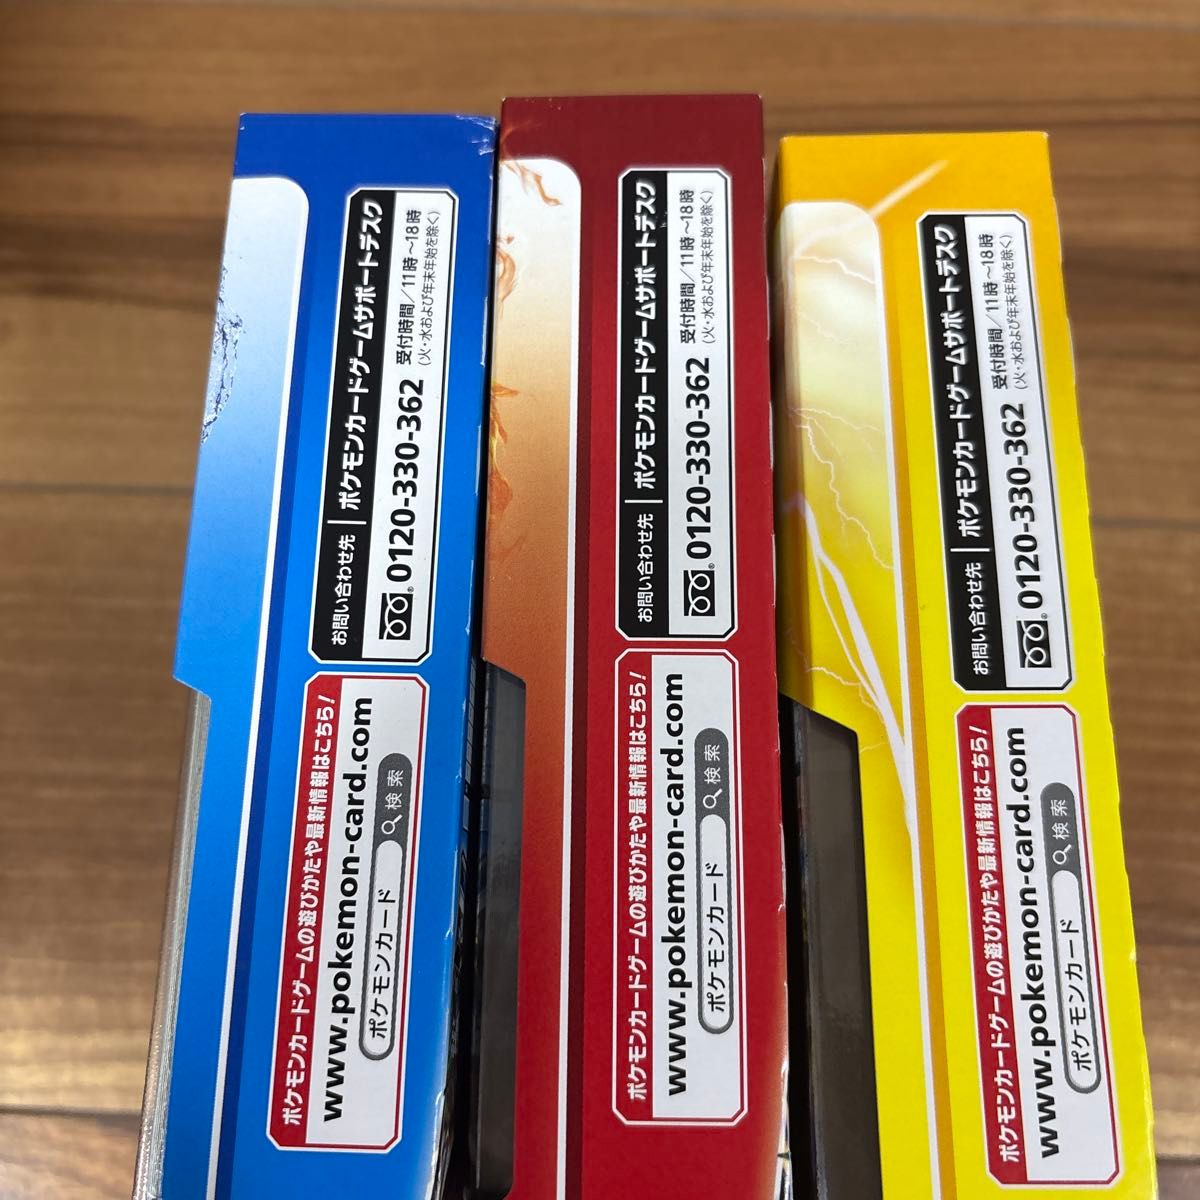 お問い合わせ先 ポケモンカードゲームサポートデスク
0120-330-362 受付時間/11時~18時
(火・水および年末年始を除く)
ポケモンカードゲームの遊びかたや最新情報はこちら!
www.pokemon-card.com
ポケモンカード 検索
お問い合わせ先 ポケモンカードゲームサポートデスク
0120-330-362 受付時間/11時~18時
(火・水および年末年始を除く)
ポケモンカードゲームの遊びかたや最新情報はこちら!
www.pokemon-card.com
ポケモンカード 検索
お問い合わせ先 ポケモンカードゲームサポートデスク
0120-330-362 受付時間/11時~18時
(火・水および年末年始を除く)
ポケモンカードゲームの遊びかたや最新情報はこちら!
www.pokemon-card.com
ポケモンカード 検索